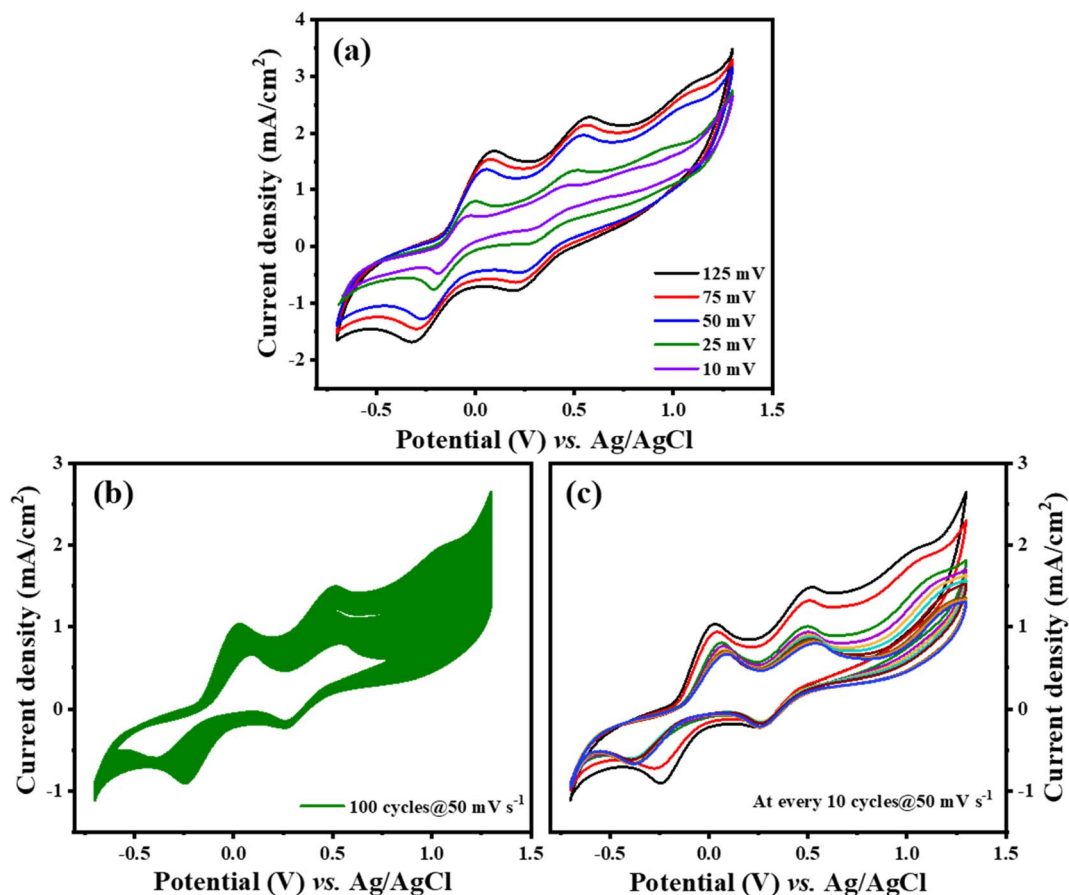 (a)
Current density (mA/cm²)
4
3
2
1
0
-1
-2
125 mV
75 mV
50 mV
25 mV
10 mV
-0.5 0.0 0.5 1.0 1.5
Potential (V) vs. Ag/AgCl
(b)
Current density (mA/cm²)
3
2
1
0
-1
100 cycles@50 mV s⁻¹
-0.5 0.0 0.5 1.0 1.5
Potential (V) vs. Ag/AgCl
(c)
3
2
1
0
-1
Current density (mA/cm²)
At every 10 cycles@50 mV s⁻¹
-0.5 0.0 0.5 1.0 1.5
Potential (V) vs. Ag/AgCl